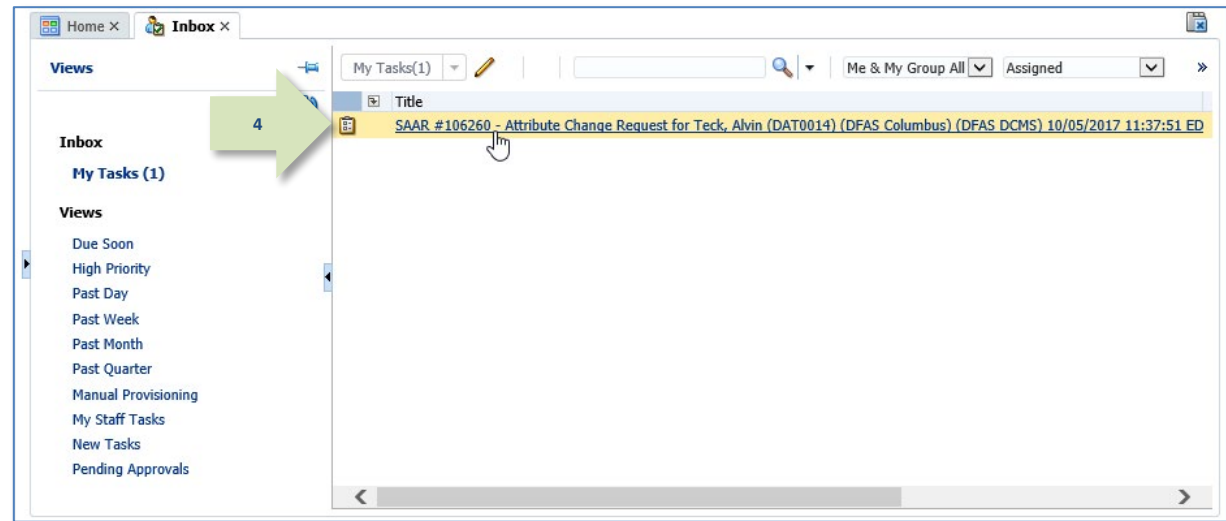 Home ×
Inbox ×
Views
My Tasks(1)
Me & My Group All
Assigned
»
Title
4
SAAR #106260 - Attribute Change Request for Teck, Alvin (DAT0014) (DFAS Columbus) (DFAS DCMS) 10/05/2017 11:37:51 ED
Inbox
My Tasks (1)
Views
Due Soon
High Priority
Past Day
Past Week
Past Month
Past Quarter
Manual Provisioning
My Staff Tasks
New Tasks
Pending Approvals